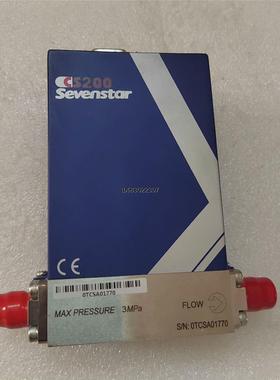 CS200
Sevenstar
CE
0TCSA01770
MAX PRESSURE 3MPa
FLOW
S/N: 0TCSA01770